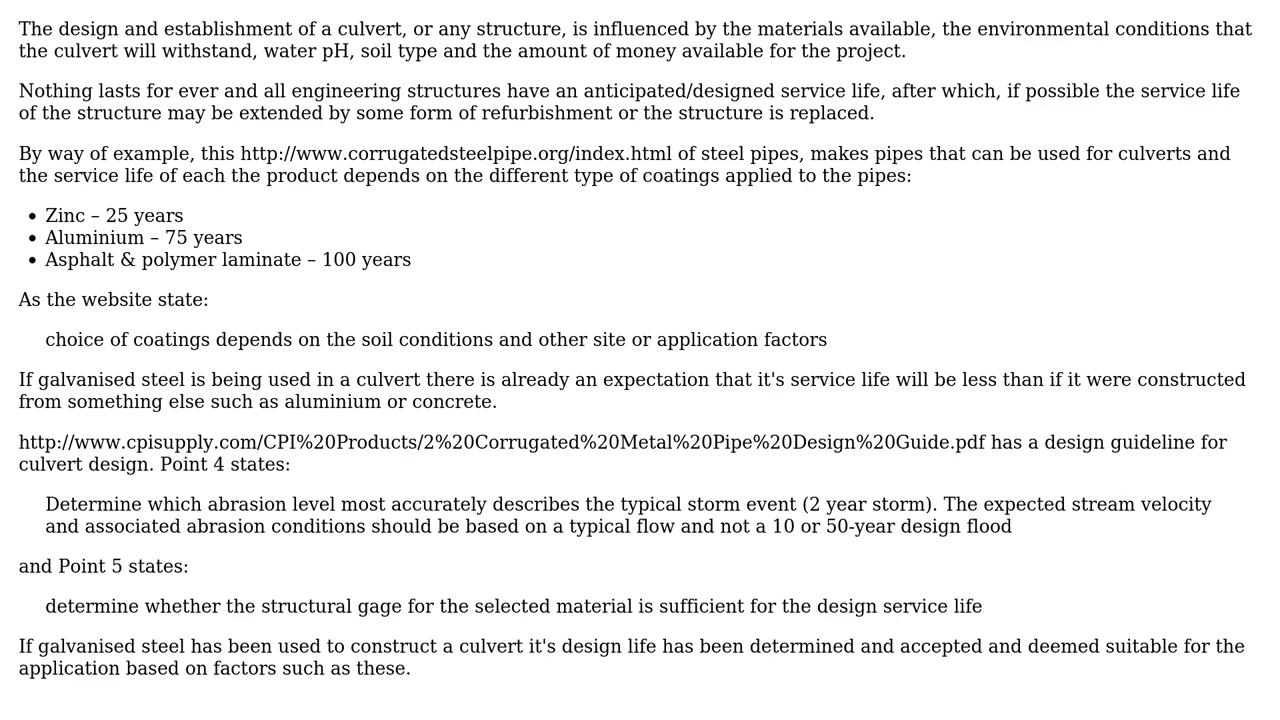 The design and establishment of a culvert, or any structure, is influenced by the materials available, the environmental conditions that
the culvert will withstand, water pH, soil type and the amount of money available for the project.
Nothing lasts for ever and all engineering structures have an anticipated/designed service life, after which, if possible the service life
of the structure may be extended by some form of refurbishment or the structure is replaced.
By way of example, this http://www.corrugatedsteelpipe.org/index.html of steel pipes, makes pipes that can be used for culverts and
the service life of each the product depends on the different type of coatings applied to the pipes:
• Zinc – 25 years
• Aluminium – 75 years
• Asphalt & polymer laminate – 100 years
As the website state:
choice of coatings depends on the soil conditions and other site or application factors
If galvanised steel is being used in a culvert there is already an expectation that it's service life will be less than if it were constructed
from something else such as aluminium or concrete.
http://www.cpisupply.com/CPI%20Products/2%20Corrugated%20Metal%20Pipe%20Design%20Guide.pdf has a design guideline for
culvert design. Point 4 states:
Determine which abrasion level most accurately describes the typical storm event (2 year storm). The expected stream velocity
and associated abrasion conditions should be based on a typical flow and not a 10 or 50-year design flood
and Point 5 states:
determine whether the structural gage for the selected material is sufficient for the design service life
If galvanised steel has been used to construct a culvert it's design life has been determined and accepted and deemed suitable for the
application based on factors such as these.